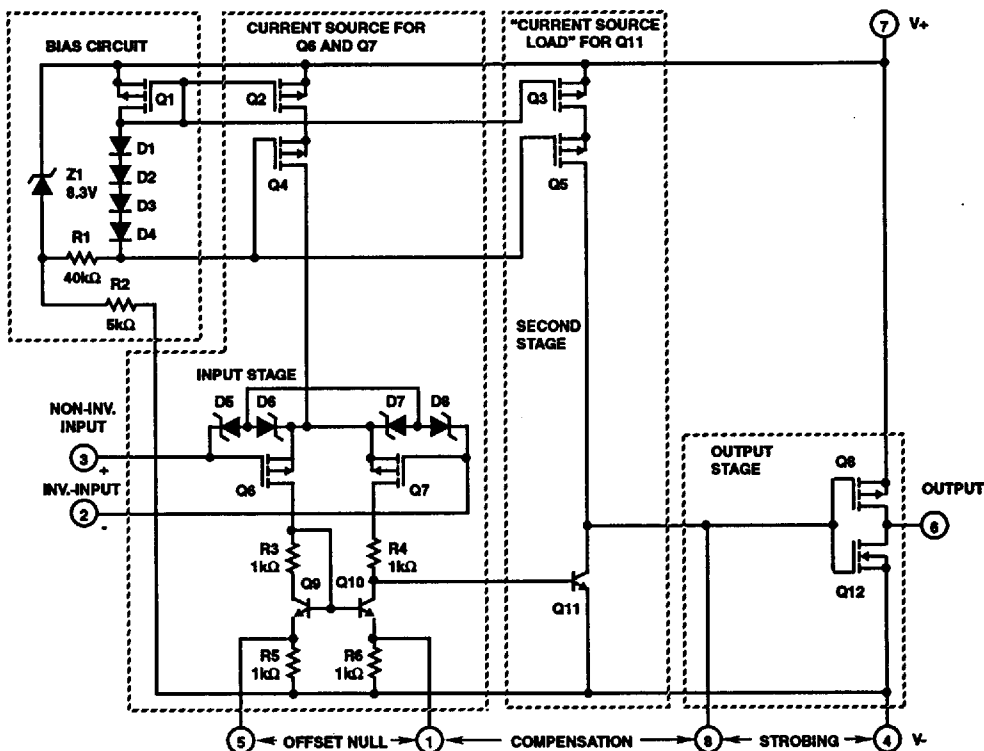 BIAS CIRCUIT
CURRENT SOURCE FOR
Q6 AND Q7
"CURRENT SOURCE
LOAD" FOR Q11
7
V+
Q1
Q2
Q3
D1
D2
D3
D4
Z1
8.3V
Q4
Q5
R1
40kΩ
R2
5kΩ
SECOND
STAGE
INPUT STAGE
D5
D6
D7
D8
NON-INV.
INPUT
3
+
Q6
Q7
INV.-INPUT
2
-
OUTPUT
STAGE
Q8
OUTPUT
6
Q12
R3
1kΩ
R4
1kΩ
Q9
Q10
Q11
R5
1kΩ
R6
1kΩ
5
OFFSET NULL
1
COMPENSATION
8
STROBING
4
V-